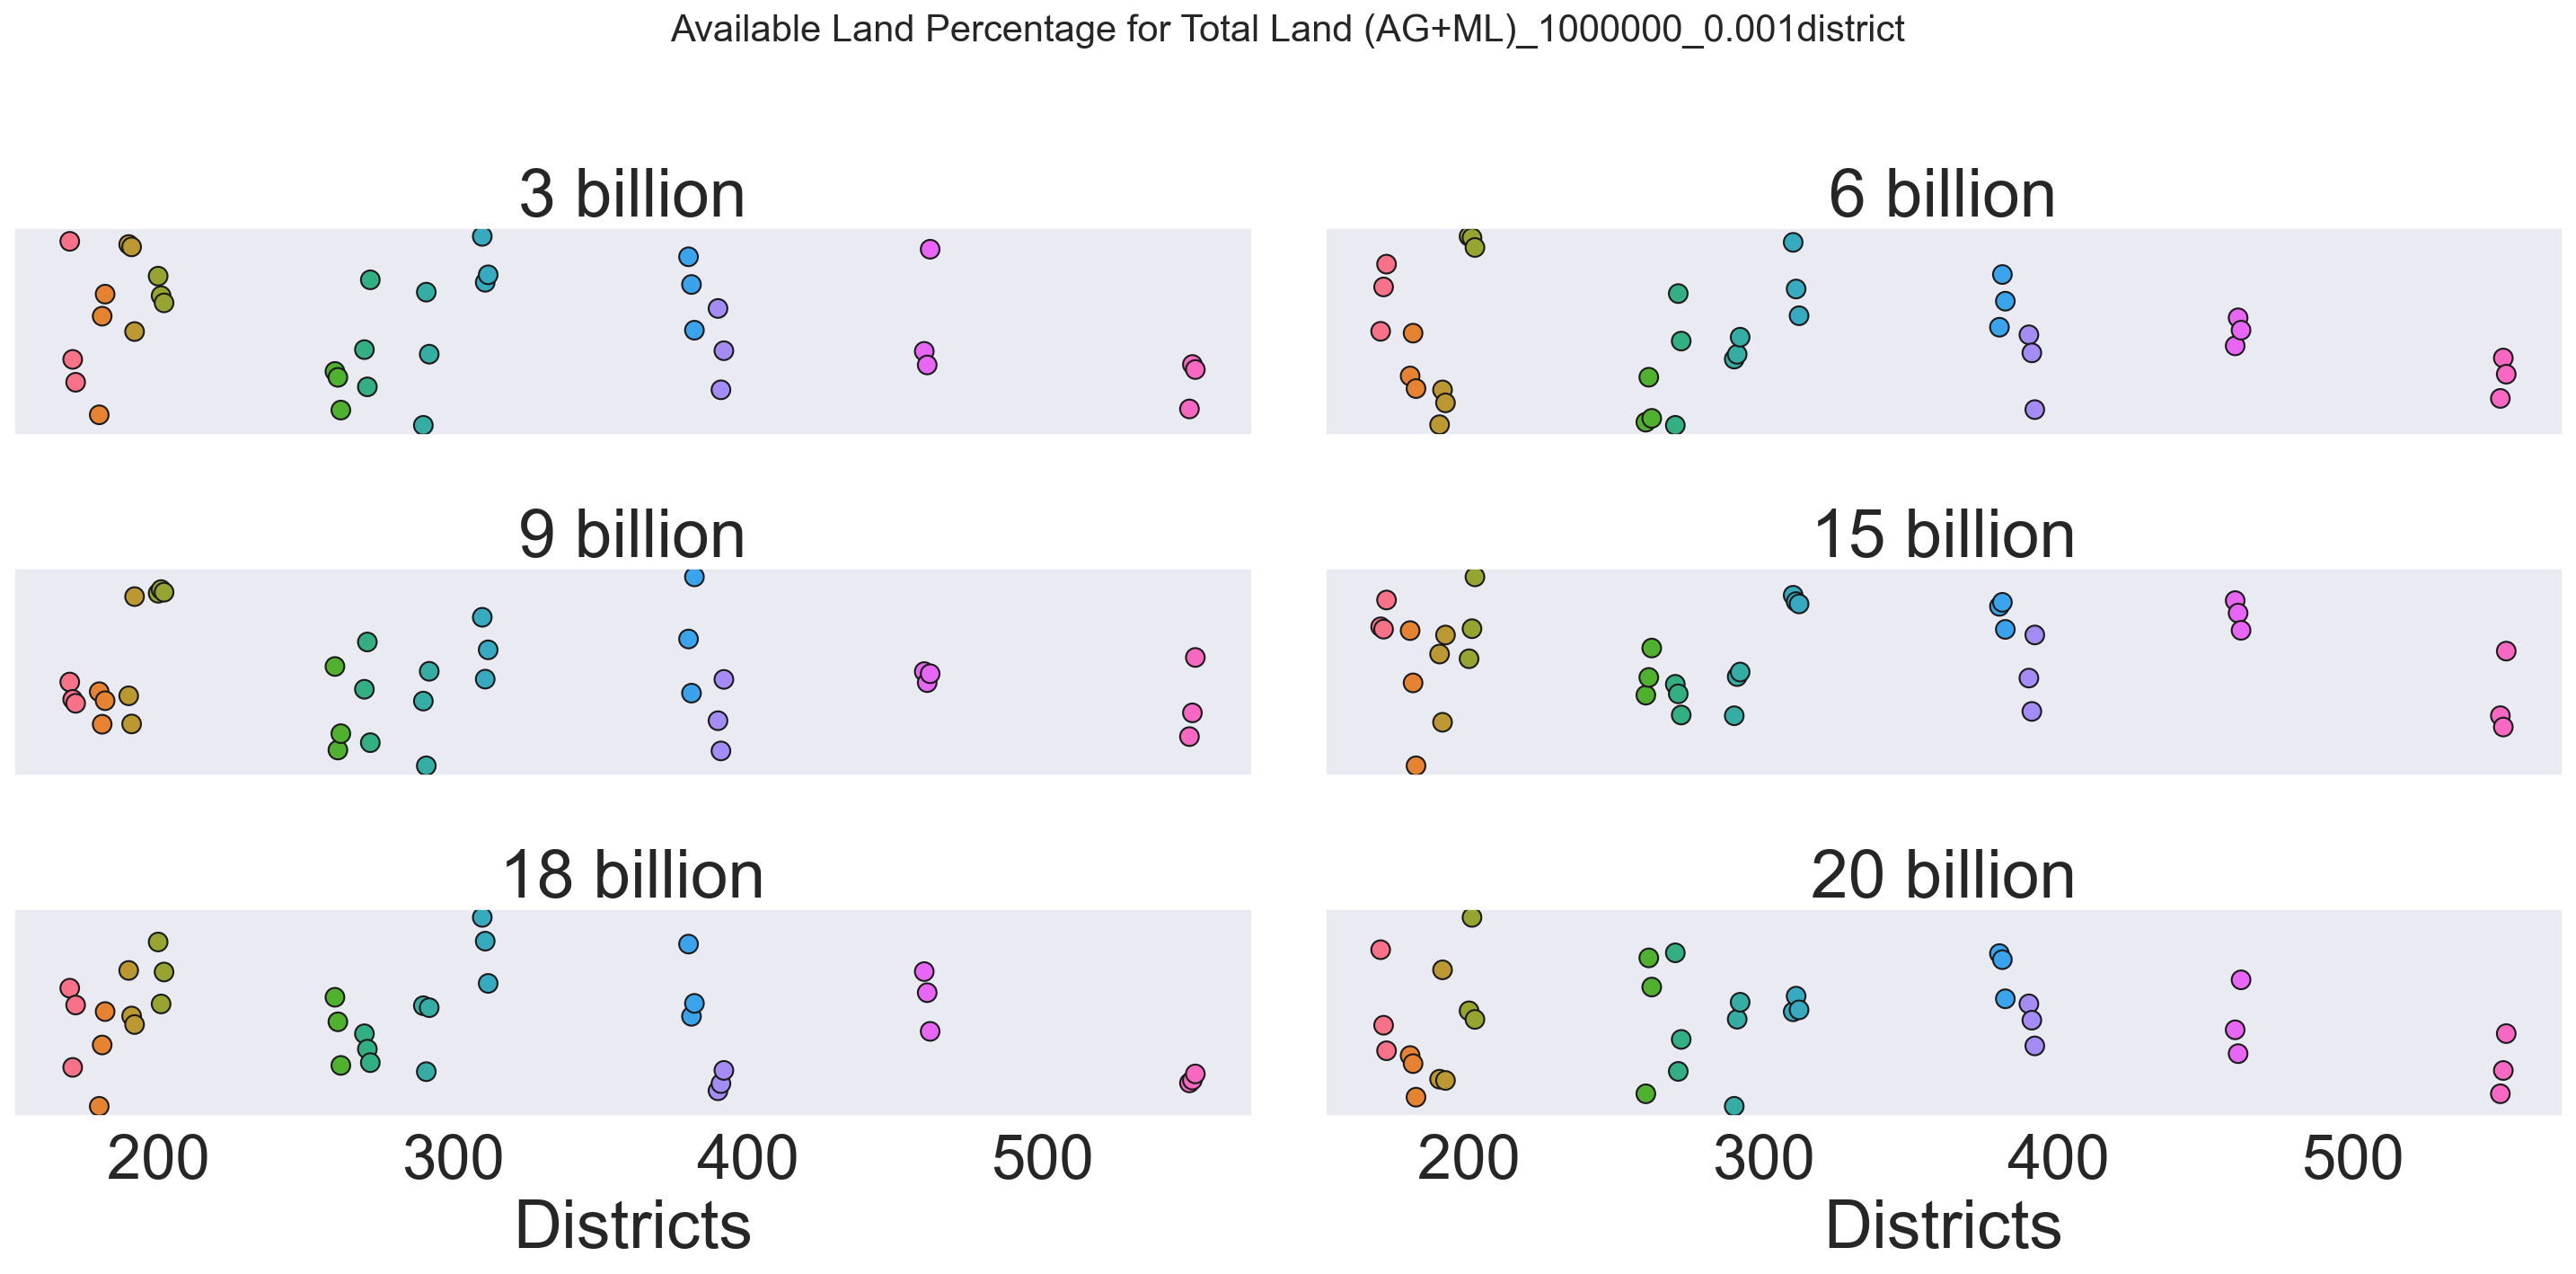 Available Land Percentage for Total Land (AG+ML)_1000000_0.001district
3 billion
6 billion
9 billion
15 billion
18 billion
20 billion
200 300 400 500
200 300 400 500
Districts
Districts